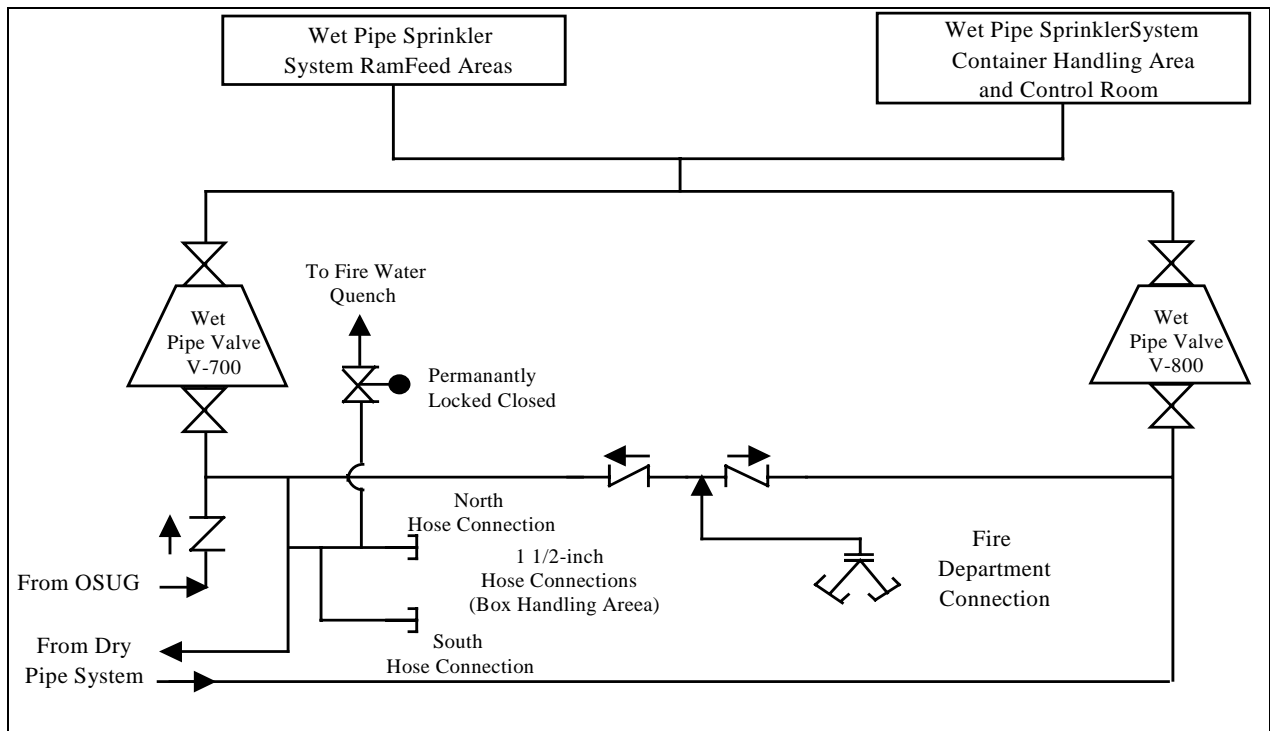 Wet Pipe Sprinkler
System RamFeed Areas
Wet Pipe SprinklerSystem
Container Handling Area
and Control Room
To Fire Water
Quench
Wet
Pipe Valve
V-700
Wet
Pipe Valve
V-800
Permanantly
Locked Closed
North
Hose Connection
1 1/2-inch
Hose Connections
(Box Handling Areea)
Fire
Department
Connection
From OSUG
From Dry
Pipe System
South
Hose Connection